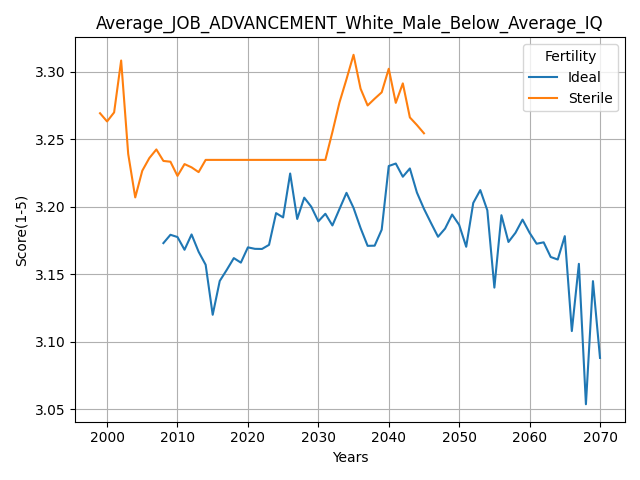 Average_JOB_ADVANCEMENT_White_Male_Below_Average_IQ
Fertility
Ideal
Sterile
3.30
3.25
3.20
3.15
3.10
3.05
Score(1-5)
2000 2010 2020 2030 2040 2050 2060 2070
Years